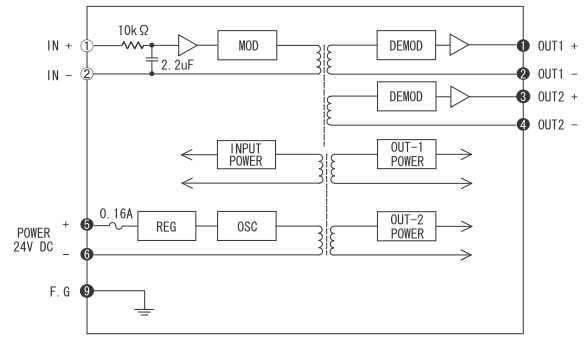 10kΩ
IN + ① MOD DEMOD ❶ OUT1 +
2.2uF
IN - ② ❷ OUT1 -
DEMOD ❸ OUT2 +
❹ OUT2 -
INPUT POWER OUT-1 POWER
0.16A
POWER 24V DC + ❺ REG OSC OUT-2 POWER
- ❻
F.G ❾